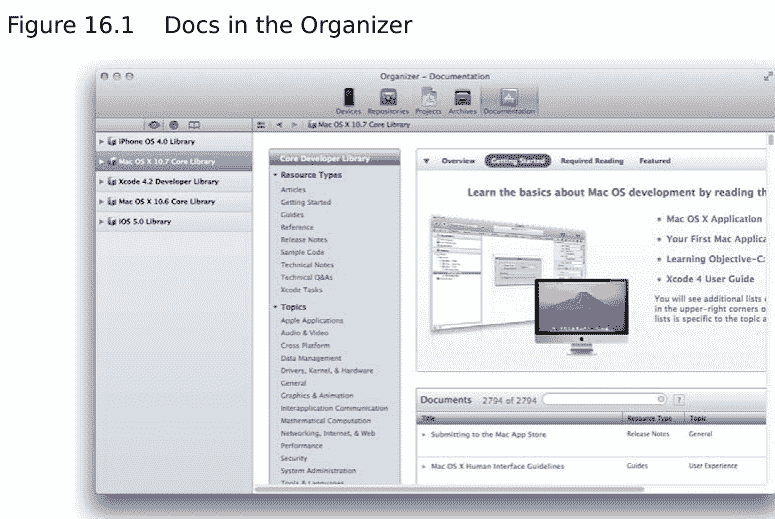 Figure 16.1 Docs in the Organizer
Organizer – Documentation
Devices Repositories Projects Archives Documentation
Mac OS X 10.7 Core Library
iPhone OS 4.0 Library
Mac OS X 10.7 Core Library
Xcode 4.2 Developer Library
Mac OS X 10.6 Core Library
iOS 5.0 Library
Core Developer Library
Resource Types
Articles
Getting Started
Guides
Reference
Release Notes
Sample Code
Technical Notes
Technical Q&As
Xcode Tasks
Topics
Apple Applications
Audio & Video
Cross Platform
Data Management
Drivers, Kernel, & Hardware
General
Graphics & Animation
Interapplication Communication
Mathematical Computation
Networking, Internet, & Web
Performance
Security
System Administration
Tools & Languages
Overview Getting Started Required Reading Featured
Learn the basics about Mac OS development by reading th
• Mac OS X Application
• Your First Mac Applica
• Learning Objective-C:
• Xcode 4 User Guide
You will see additional lists
in the upper-right corners o
lists is specific to the topic a
Documents 2794 of 2794 ?
Title Resource Type Topic
Submitting to the Mac App Store Release Notes General
Mac OS X Human Interface Guidelines Guides User Experience